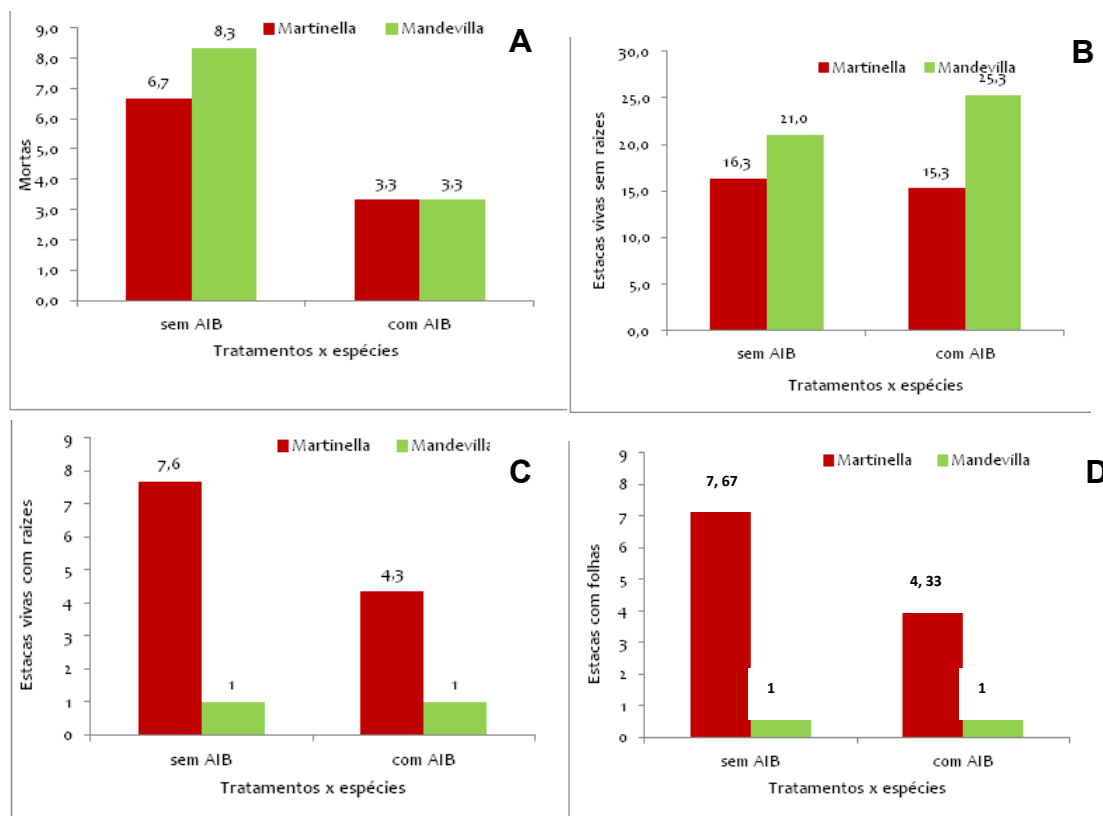 Martinella Mandevilla
A
9,0
8,0
7,0
6,0
5,0
4,0
3,0
2,0
1,0
0,0
Mortas
6,7
8,3
3,3
3,3
sem AIB
com AIB
Tratamentos x espécies
B
Martinella Mandevilla
30,0
25,0
20,0
15,0
10,0
5,0
0,0
Estacas vivas sem raizes
16,3
21,0
15,3
25,3
sem AIB
com AIB
Tratamentos x espécies
Martinella Mandevilla
C
9
8
7
6
5
4
3
2
1
0
Estacas vivas com raizes
7,6
1
4,3
1
sem AIB
com AIB
Tratamentos x espécies
Martinella Mandevilla
D
9
8
7
6
5
4
3
2
1
0
Estacas com folhas
7, 67
1
4, 33
1
sem AIB
com AIB
Tratamentos x espécies